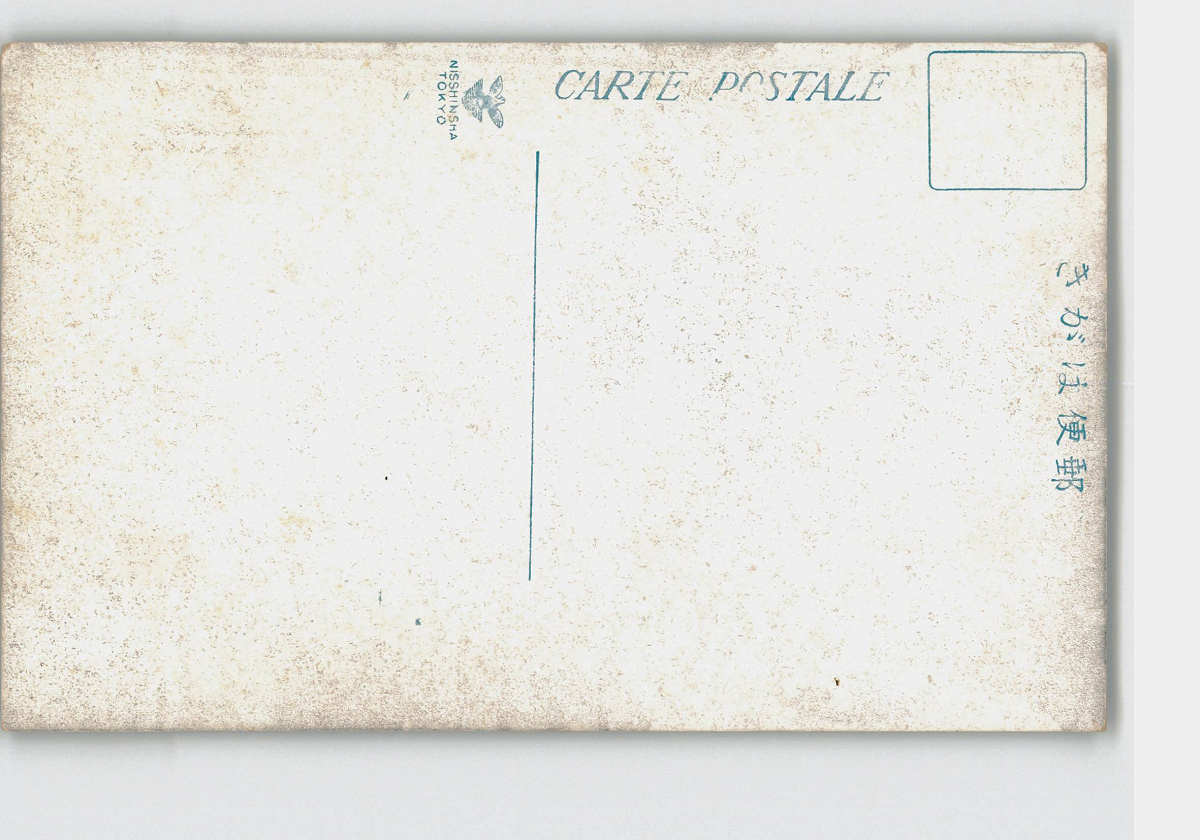 CARTE POSTALE
NISSHINSHA
TOKYO
郵便はがき